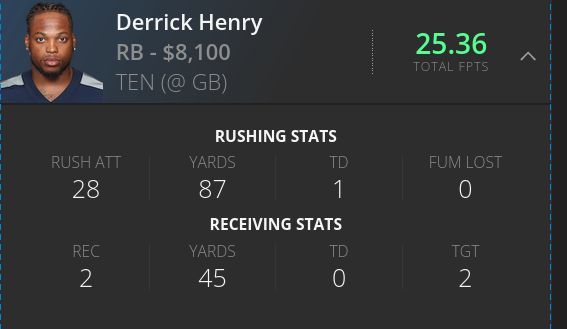 Derrick Henry
RB - $8,100
TEN (@ GB)
25.36
TOTAL FPTS
RUSHING STATS
RUSH ATT YARDS TD FUM LOST
28 87 1 0
RECEIVING STATS
REC YARDS TD TGT
2 45 0 2